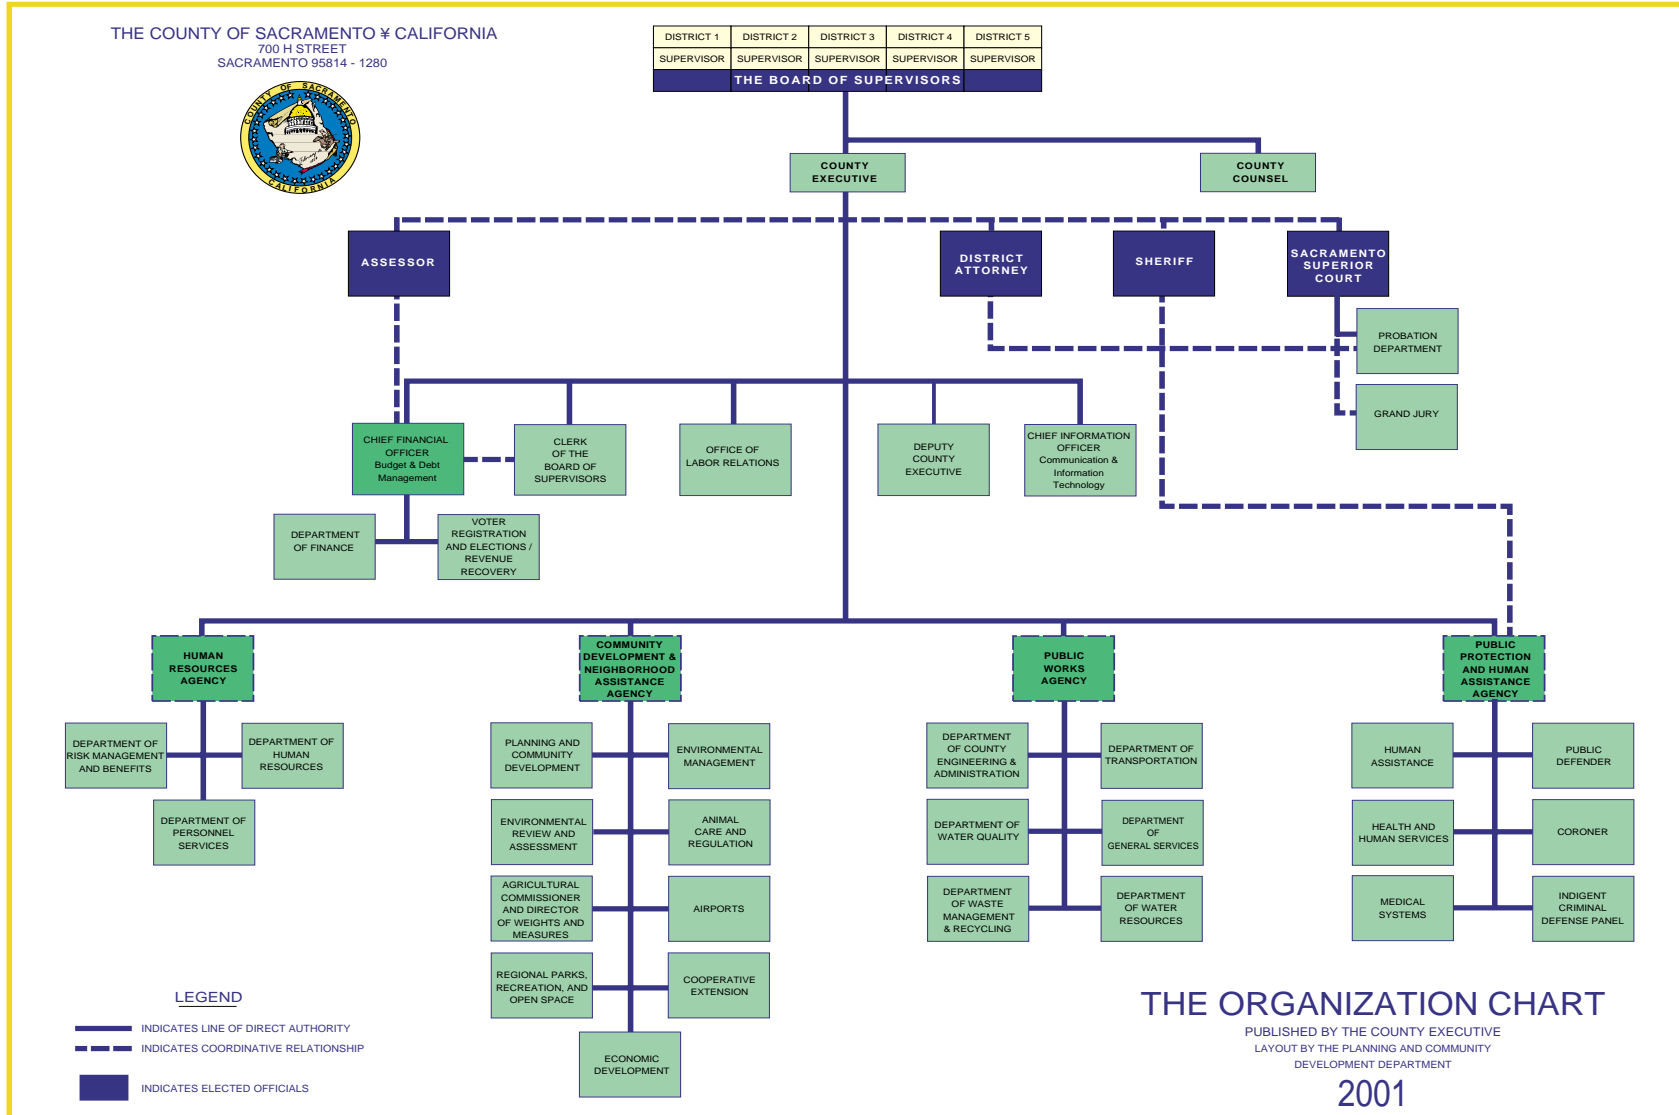 THE COUNTY OF SACRAMENTO ¥ CALIFORNIA
700 H STREET
SACRAMENTO 95814 - 1280
COUNTY OF SACRAMENTO
CALIFORNIA
DISTRICT 1
DISTRICT 2
DISTRICT 3
DISTRICT 4
DISTRICT 5
SUPERVISOR
SUPERVISOR
SUPERVISOR
SUPERVISOR
SUPERVISOR
THE BOARD OF SUPERVISORS
COUNTY
EXECUTIVE
COUNTY
COUNSEL
ASSESSOR
DISTRICT
ATTORNEY
SHERIFF
SACRAMENTO
SUPERIOR
COURT
PROBATION
DEPARTMENT
GRAND JURY
CHIEF FINANCIAL
OFFICER
Budget & Debt
Management
CLERK
OF THE
BOARD OF
SUPERVISORS
OFFICE OF
LABOR RELATIONS
DEPUTY
COUNTY
EXECUTIVE
CHIEF INFORMATION
OFFICER
Communication &
Information
Technology
DEPARTMENT
OF FINANCE
VOTER
REGISTRATION
AND ELECTIONS /
REVENUE
RECOVERY
HUMAN
RESOURCES
AGENCY
COMMUNITY
DEVELOPMENT &
NEIGHBORHOOD
ASSISTANCE
AGENCY
PUBLIC
WORKS
AGENCY
PUBLIC
PROTECTION
AND HUMAN
ASSISTANCE
AGENCY
DEPARTMENT OF
RISK MANAGEMENT
AND BENEFITS
DEPARTMENT OF
HUMAN
RESOURCES
DEPARTMENT OF
PERSONNEL
SERVICES
PLANNING AND
COMMUNITY
DEVELOPMENT
ENVIRONMENTAL
MANAGEMENT
ENVIRONMENTAL
REVIEW AND
ASSESSMENT
ANIMAL
CARE AND
REGULATION
AGRICULTURAL
COMMISSIONER
AND DIRECTOR
OF WEIGHTS AND
MEASURES
AIRPORTS
REGIONAL PARKS,
RECREATION, AND
OPEN SPACE
COOPERATIVE
EXTENSION
ECONOMIC
DEVELOPMENT
DEPARTMENT
OF COUNTY
ENGINEERING &
ADMINISTRATION
DEPARTMENT OF
TRANSPORTATION
DEPARTMENT OF
WATER QUALITY
DEPARTMENT
OF
GENERAL SERVICES
DEPARTMENT
OF WASTE
MANAGEMENT
& RECYCLING
DEPARTMENT
OF WATER
RESOURCES
HUMAN
ASSISTANCE
PUBLIC
DEFENDER
HEALTH AND
HUMAN SERVICES
CORONER
MEDICAL
SYSTEMS
INDIGENT
CRIMINAL
DEFENSE PANEL
LEGEND
INDICATES LINE OF DIRECT AUTHORITY
INDICATES COORDINATIVE RELATIONSHIP
INDICATES ELECTED OFFICIALS
THE ORGANIZATION CHART
PUBLISHED BY THE COUNTY EXECUTIVE
LAYOUT BY THE PLANNING AND COMMUNITY
DEVELOPMENT DEPARTMENT
2001